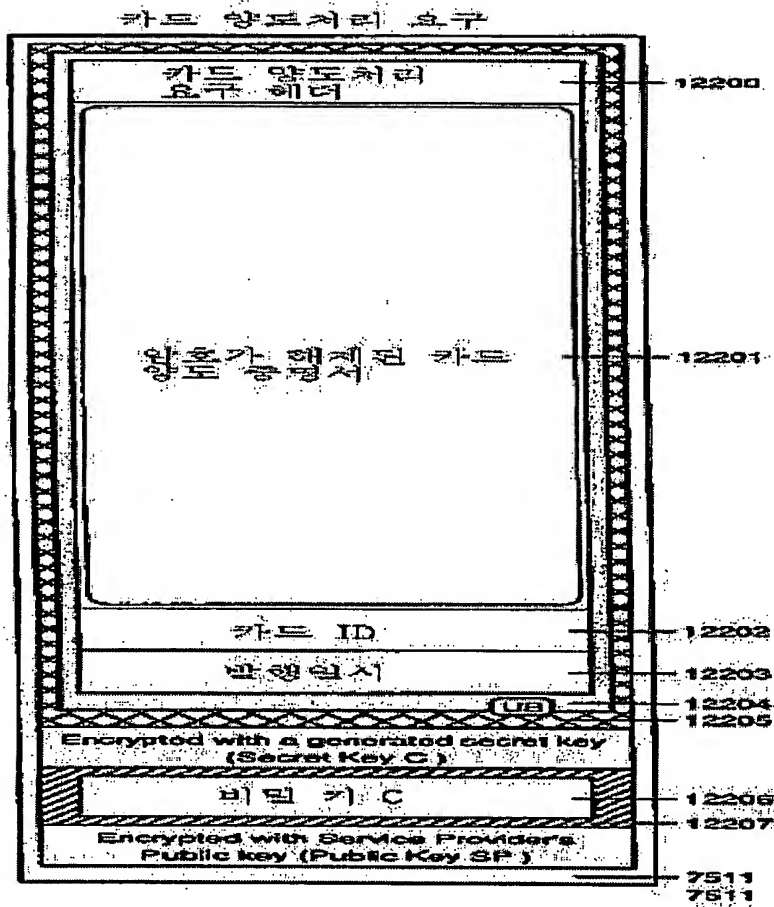 카드 양도처리 요구
카드 양도처리
요구 헤더
12200
암호가 해제된 카드
양도 증명서
12201
카드 ID
12202
발행일시
12203
UB
12204
12205
Encrypted with a generated secret key
(Secret Key C)
비밀 키 C
12206
12207
Encrypted with Service Provider's
Public key (Public Key SP)
7511
7511